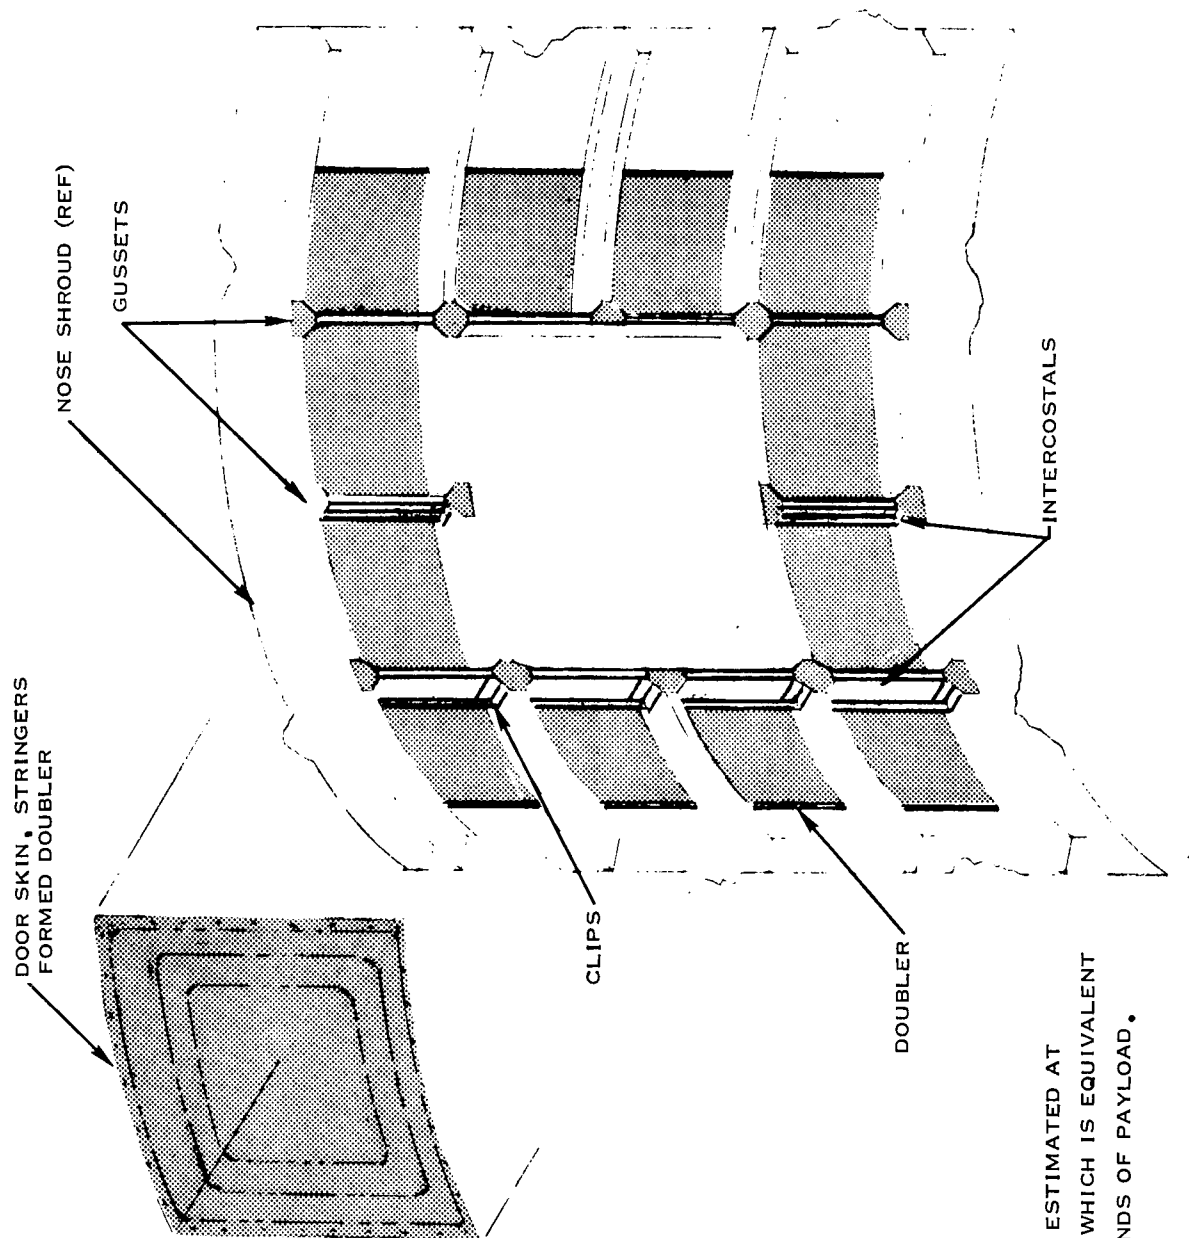 DOOR SKIN, STRINGERS
FORMED DOUBLER
NOSE SHROUD (REF)
GUSSETS
CLIPS
DOUBLER
INTERCOSTALS
ESTIMATED AT
WHICH IS EQUIVALENT
OF PAYLOAD.